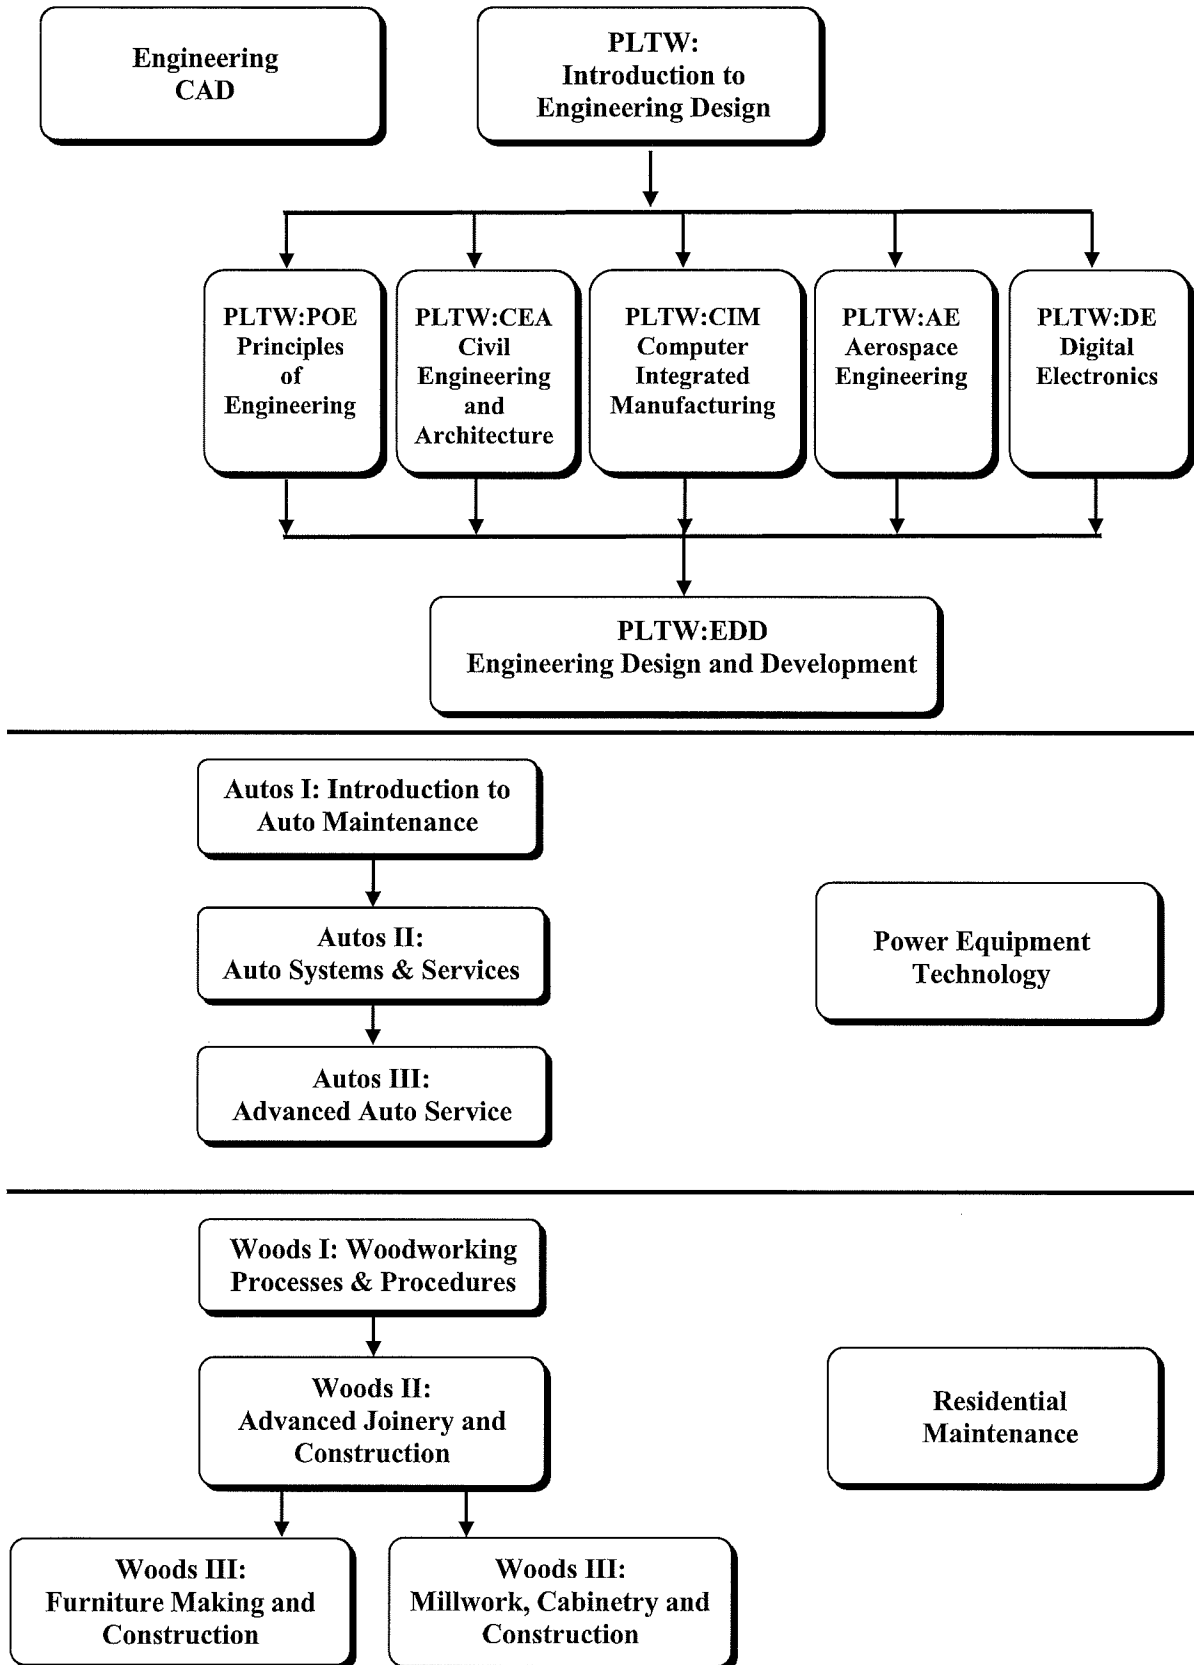 Engineering
CAD
PLTW:
Introduction to
Engineering Design
PLTW:POE
Principles
of
Engineering
PLTW:CEA
Civil
Engineering
and
Architecture
PLTW:CIM
Computer
Integrated
Manufacturing
PLTW:AE
Aerospace
Engineering
PLTW:DE
Digital
Electronics
PLTW:EDD
Engineering Design and Development
Autos I: Introduction to
Auto Maintenance
Autos II:
Auto Systems & Services
Autos III:
Advanced Auto Service
Power Equipment
Technology
Woods I: Woodworking
Processes & Procedures
Woods II:
Advanced Joinery and
Construction
Residential
Maintenance
Woods III:
Furniture Making and
Construction
Woods III:
Millwork, Cabinetry and
Construction